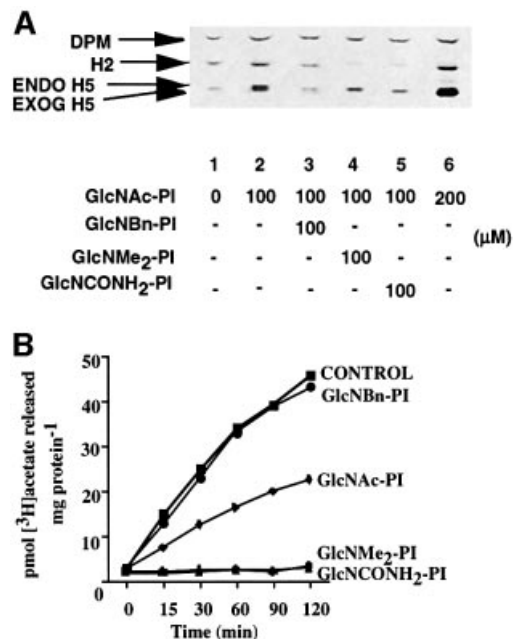 A
DPM
H2
ENDO H5
EXOG H5
1 2 3 4 5 6
GlcNAc-PI 0 100 100 100 100 200
GlcNBn-PI - - 100 - - -
(μM)
GlcNMe2-PI - - - 100 - -
GlcNCONH2-PI - - - - 100 -
B
pmol [3H]acetate released
mg protein-1
50
40
30
20
10
0
CONTROL
GlcNBn-PI
GlcNAc-PI
GlcNMe2-PI
GlcNCONH2-PI
0 15 30 60 90 120
Time (min)